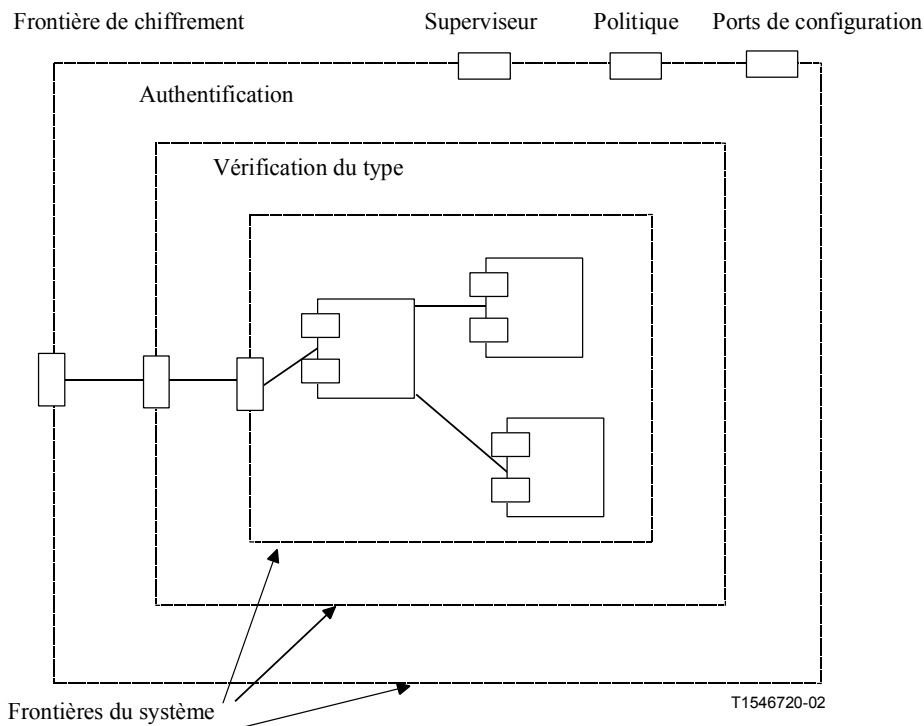 Frontière de chiffrement Superviseur Politique Ports de configuration
Authentification
Vérification du type
Frontières du système
T1546720-02